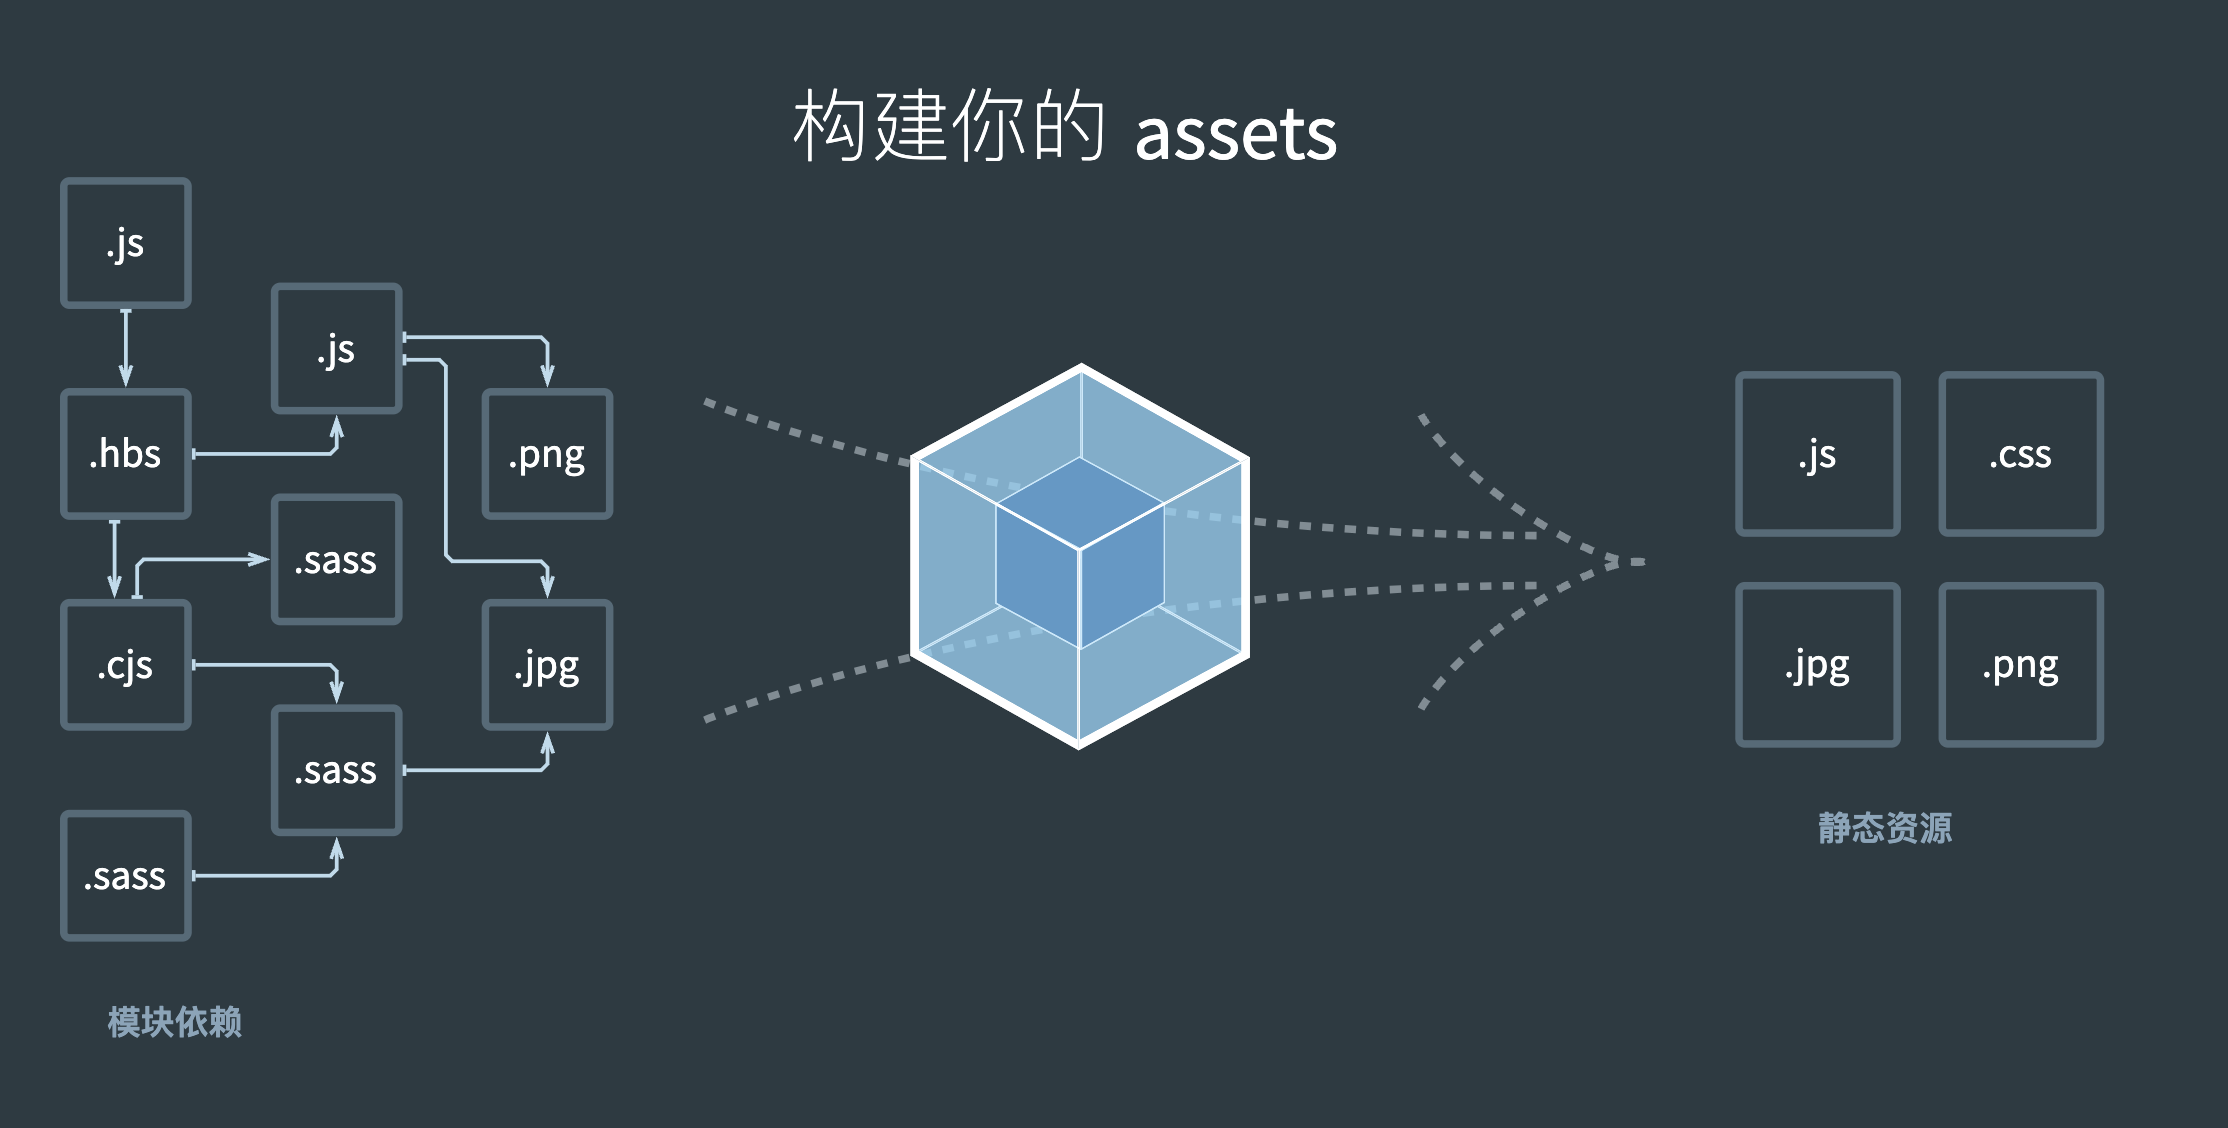 构建你的 assets
.js
.js
.hbs
.png
.sass
.cjs
.jpg
.sass
.sass
模块依赖
.js
.css
.jpg
.png
静态资源